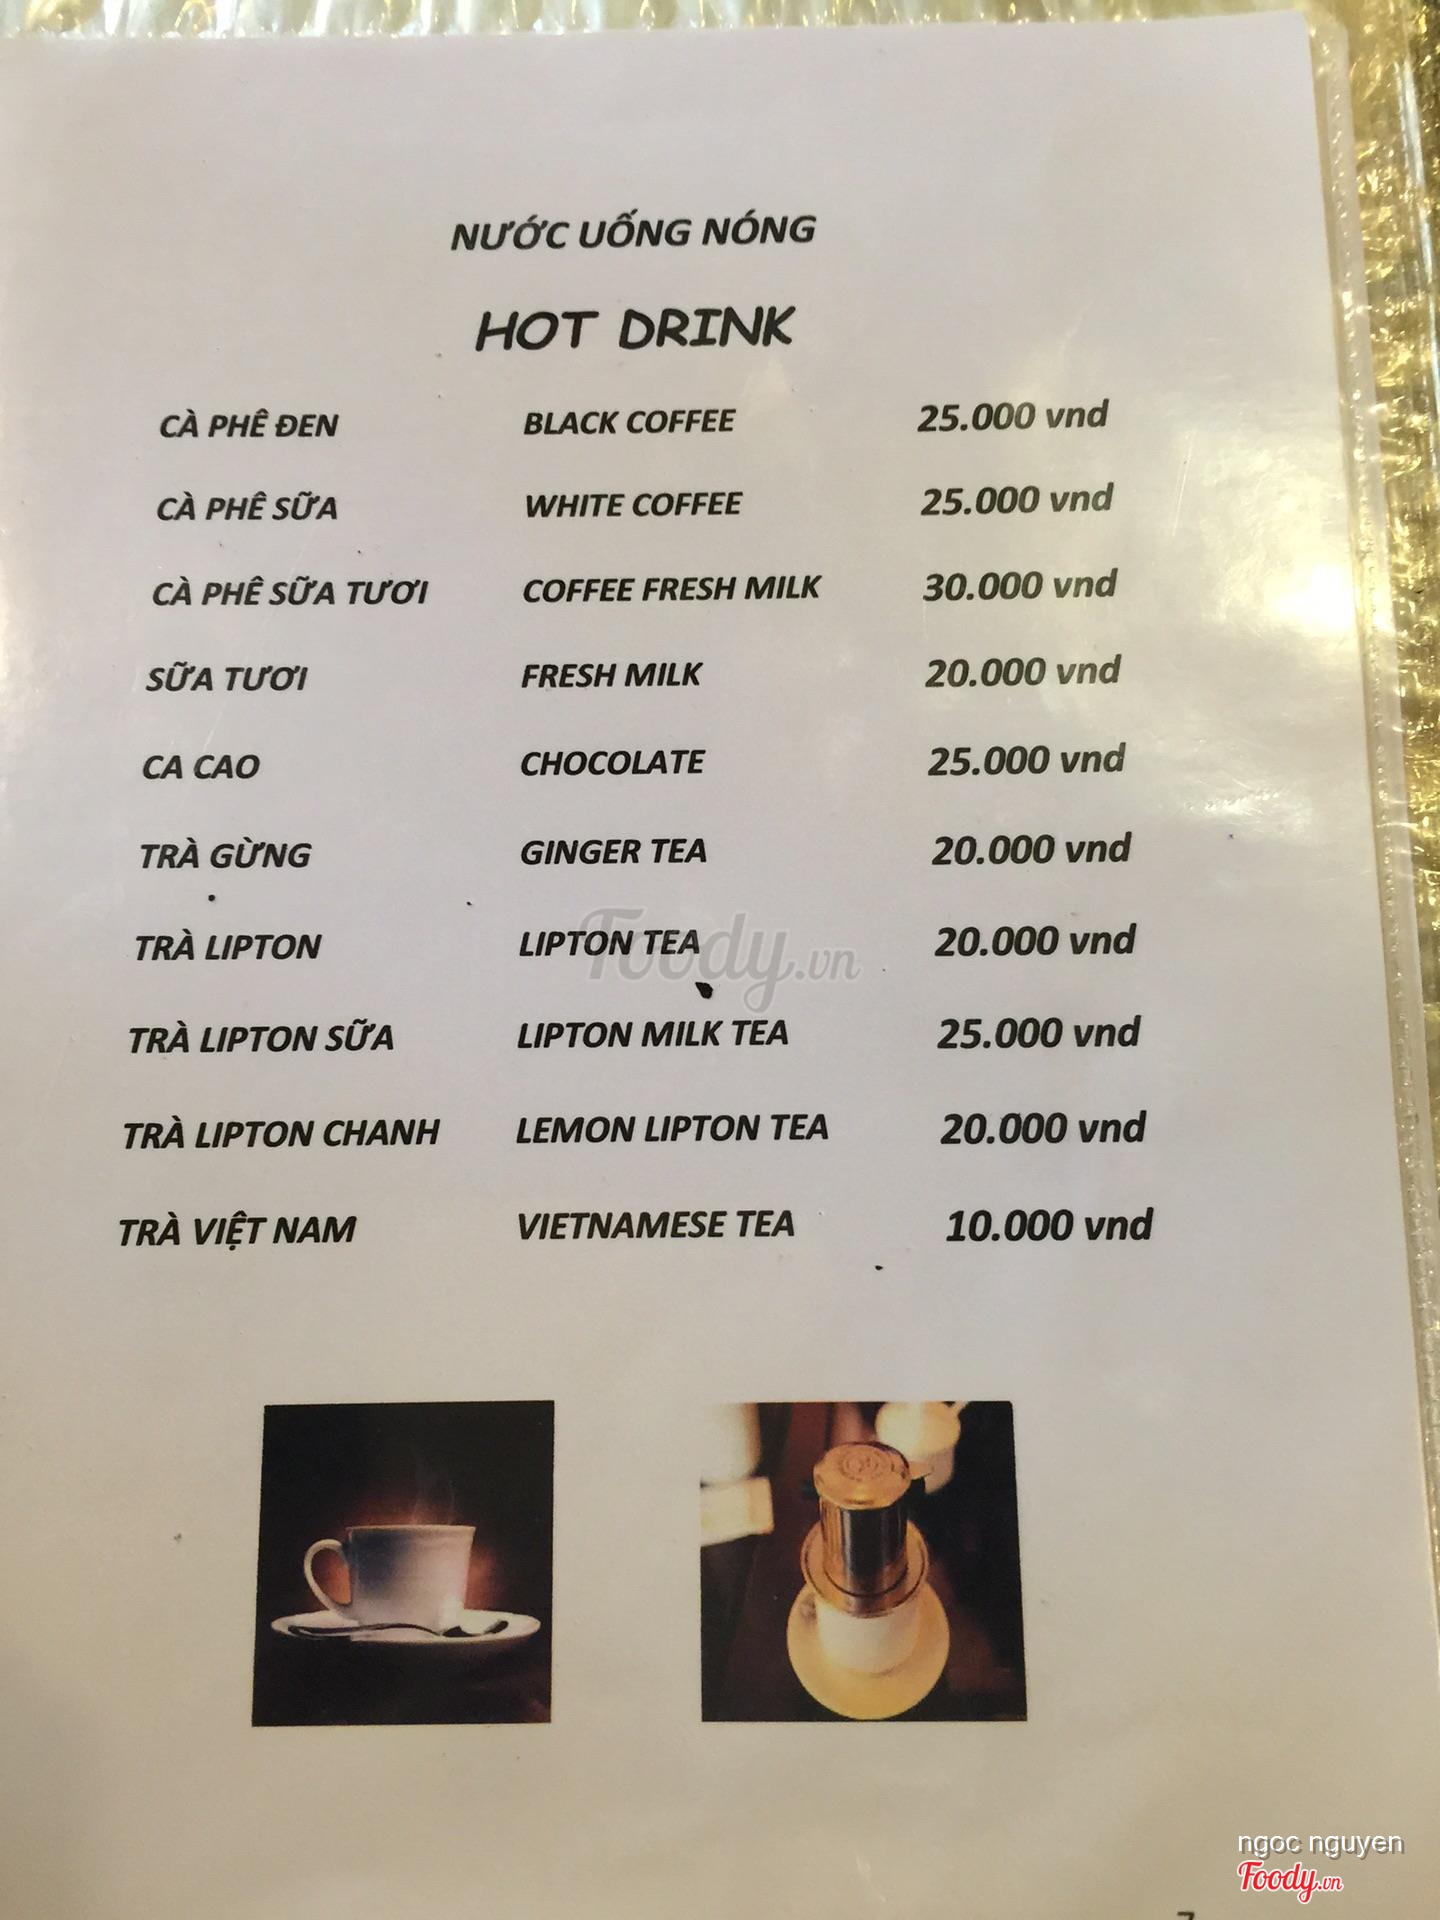 NƯỚC UỐNG NÓNG
HOT DRINK
CÀ PHÊ ĐEN BLACK COFFEE 25.000 vnd
CÀ PHÊ SỮA WHITE COFFEE 25.000 vnd
CÀ PHÊ SỮA TƯƠI COFFEE FRESH MILK 30.000 vnd
SỮA TƯƠI FRESH MILK 20.000 vnd
CA CAO CHOCOLATE 25.000 vnd
TRÀ GỪNG GINGER TEA 20.000 vnd
TRÀ LIPTON LIPTON TEA 20.000 vnd
Foody.vn
TRÀ LIPTON SỮA LIPTON MILK TEA 25.000 vnd
TRÀ LIPTON CHANH LEMON LIPTON TEA 20.000 vnd
TRÀ VIỆT NAM VIETNAMESE TEA 10.000 vnd
ngoc nguyen
Foody.vn